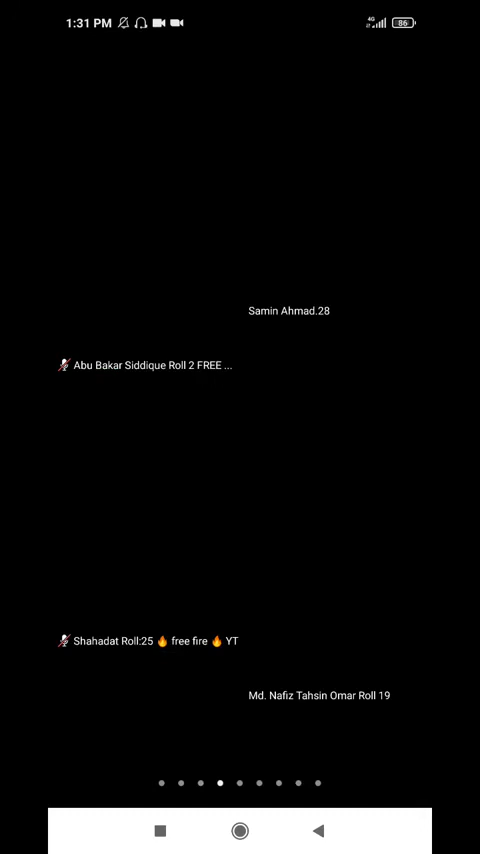 1:31 PM 4G 86
Samin Ahmad.28
Abu Bakar Siddique Roll 2 FREE ...
Shahadat Roll:25 🔥 free fire 🔥 YT
Md. Nafiz Tahsin Omar Roll 19